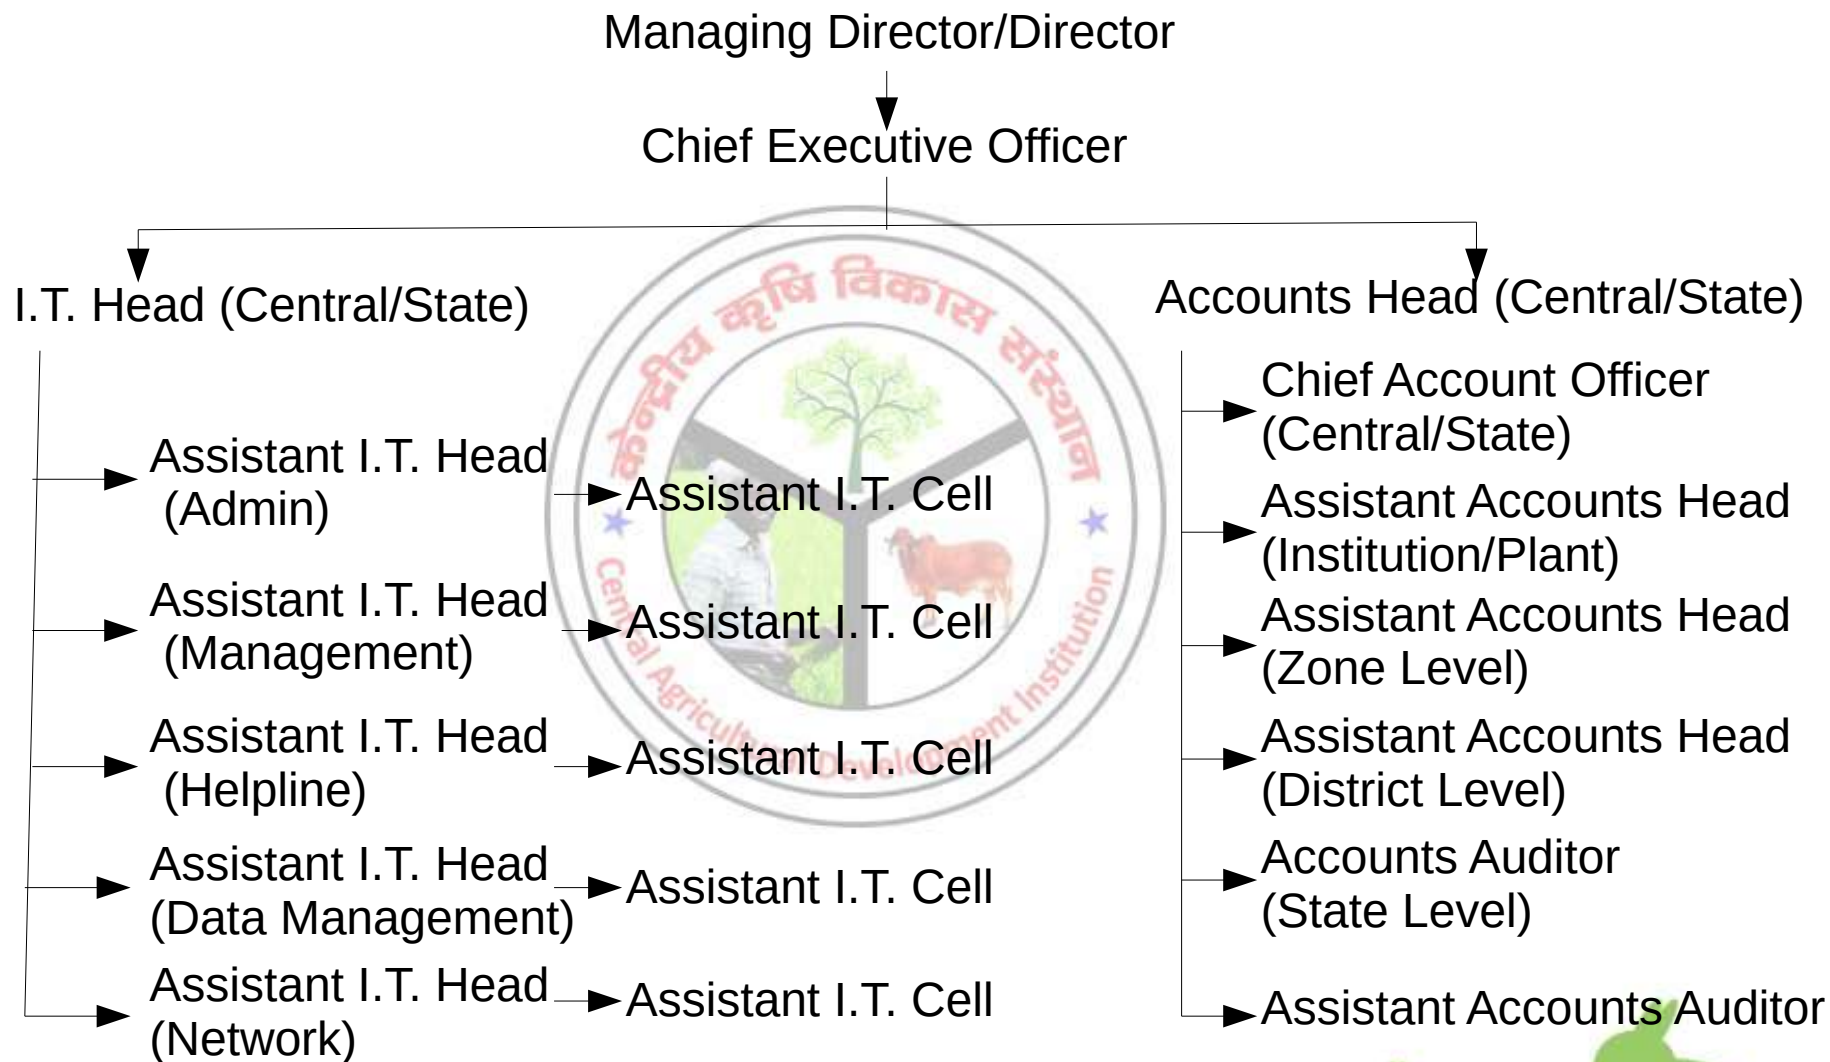 Managing Director/Director
Chief Executive Officer
I.T. Head (Central/State)
Assistant I.T. Head
(Admin)
Assistant I.T. Cell
Assistant I.T. Head
(Management)
Assistant I.T. Cell
Assistant I.T. Head
(Helpline)
Assistant I.T. Cell
Assistant I.T. Head
(Data Management)
Assistant I.T. Cell
Assistant I.T. Head
(Network)
Assistant I.T. Cell
Accounts Head (Central/State)
Chief Account Officer
(Central/State)
Assistant Accounts Head
(Institution/Plant)
Assistant Accounts Head
(Zone Level)
Assistant Accounts Head
(District Level)
Accounts Auditor
(State Level)
Assistant Accounts Auditor
केन्द्रीय कृषि विकास संस्थान
Central Agricultural Development Institution